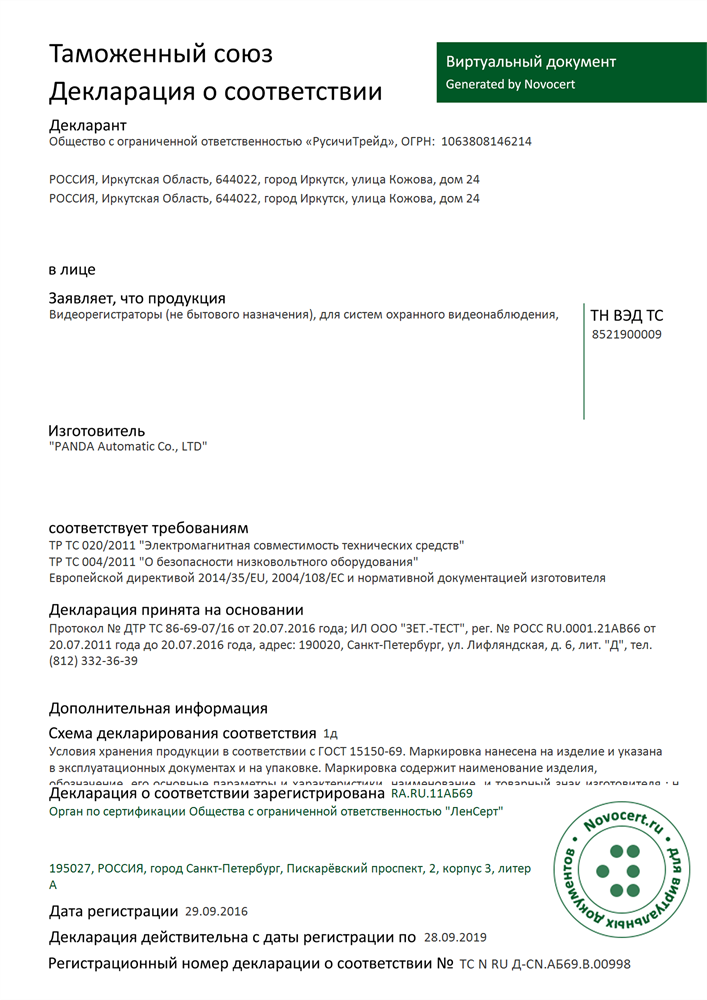 Таможенный союз
Декларация о соответствии
Виртуальный документ
Generated by Novocert
Декларант
Общество с ограниченной ответственностью «РусичиТрейд», ОГРН: 1063808146214
РОССИЯ, Иркутская Область, 644022, город Иркутск, улица Кожова, дом 24
РОССИЯ, Иркутская Область, 644022, город Иркутск, улица Кожова, дом 24
в лице
Заявляет, что продукция
Видеорегистраторы (не бытового назначения), для систем охранного видеонаблюдения,
ТН ВЭД ТС
8521900009
Изготовитель
"PANDA Automatic Co., LTD"
соответствует требованиям
ТР ТС 020/2011 "Электромагнитная совместимость технических средств"
ТР ТС 004/2011 "О безопасности низковольтного оборудования"
Европейской директивой 2014/35/EU, 2004/108/EC и нормативной документацией изготовителя
Декларация принята на основании
Протокол № ДТР ТС 86-69-07/16 от 20.07.2016 года; ИЛ ООО "ЗЕТ.-ТЕСТ", рег. № РОСС RU.0001.21АВ66 от
20.07.2011 года до 20.07.2016 года, адрес: 190020, Санкт-Петербург, ул. Лифляндская, д. 6, лит. "Д", тел.
(812) 332-36-39
Дополнительная информация
Схема декларирования соответствия 1д
Условия хранения продукции в соответствии с ГОСТ 15150-69. Маркировка нанесена на изделие и указана
в эксплуатационных документах и на упаковке. Маркировка содержит наименование изделия,
обозначение, его основные параметры и характеристики, наименование и товарный знак изготовителя
Декларация о соответствии зарегистрирована RA.RU.11АБ69
Орган по сертификации Общества с ограниченной ответственностью "ЛенСерт"
195027, РОССИЯ, город Санкт-Петербург, Пискарёвский проспект, 2, корпус 3, литер
А
Novocert.ru • для виртуальных документов •
Дата регистрации 29.09.2016
Декларация действительна с даты регистрации по 28.09.2019
Регистрационный номер декларации о соответствии № ТС N RU Д-CN.АБ69.В.00998